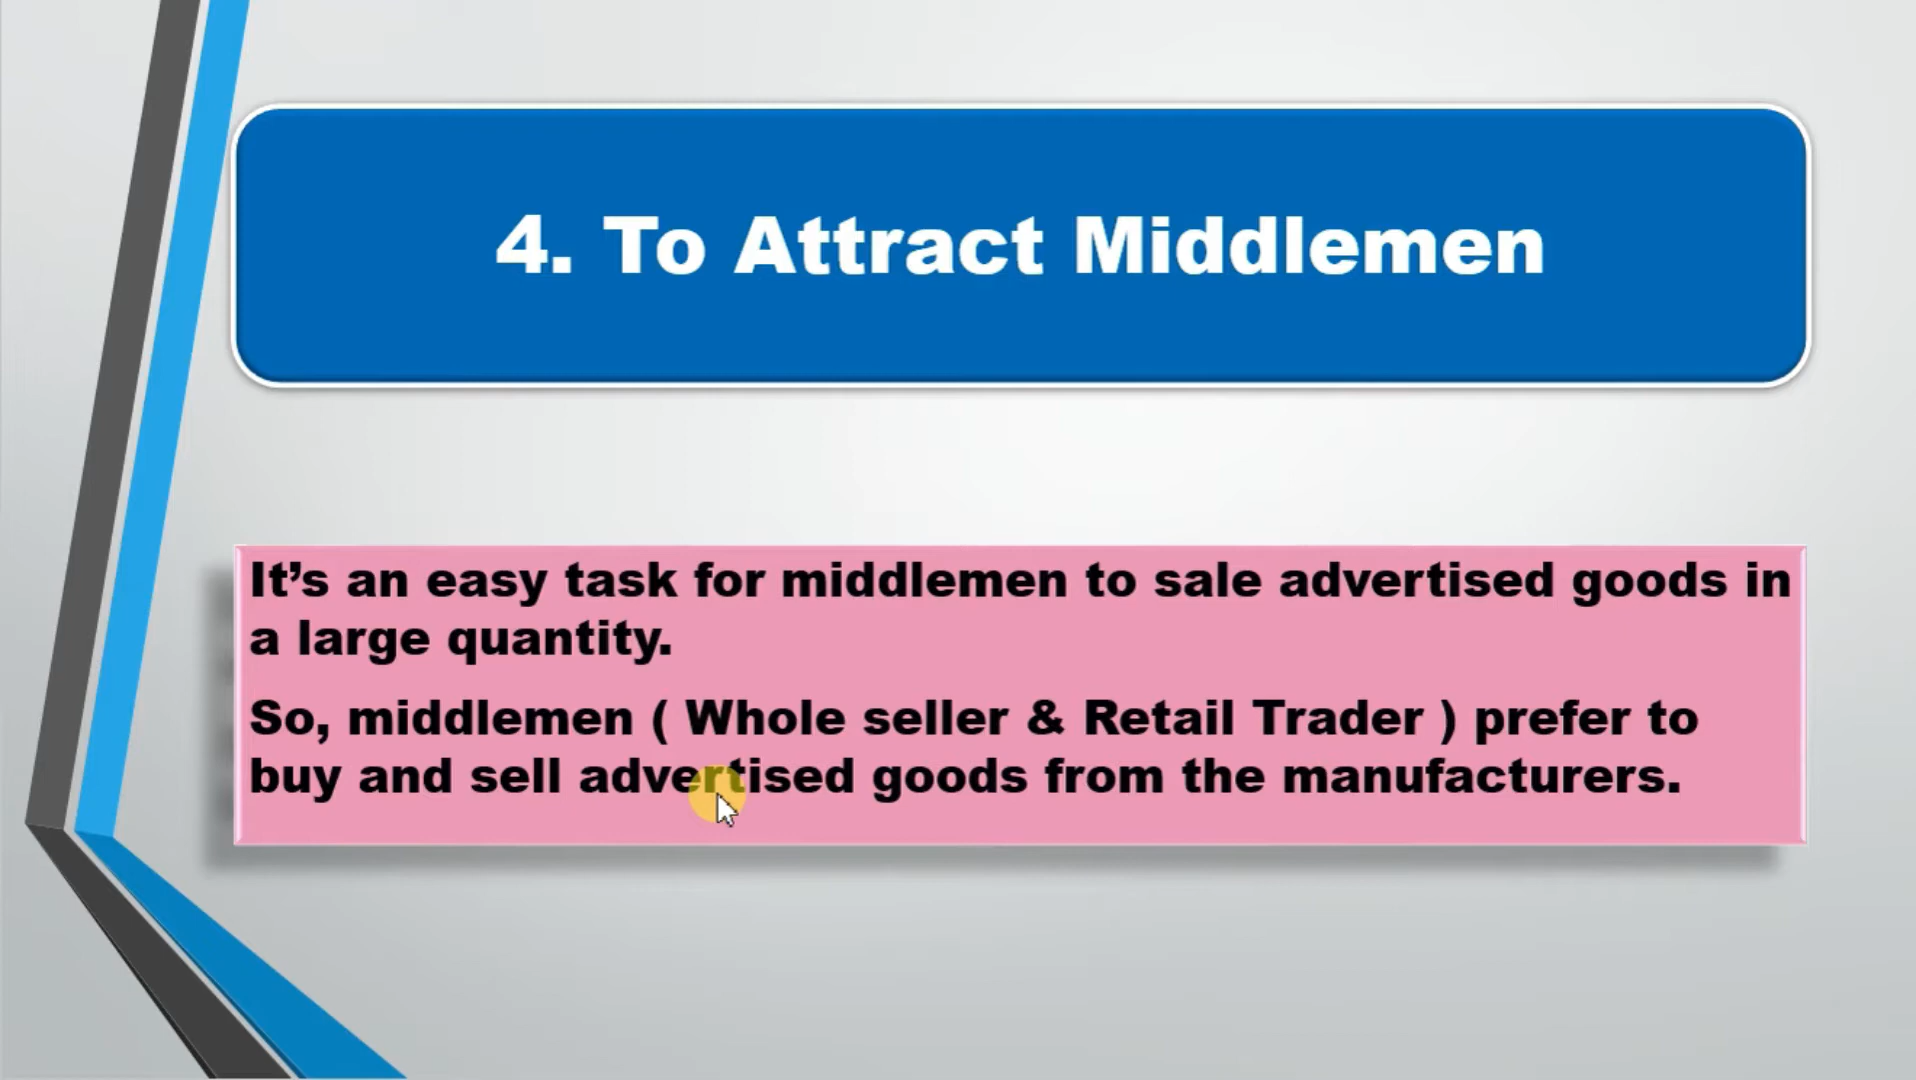 4. To Attract Middlemen
It’s an easy task for middlemen to sale advertised goods in
a large quantity.
So, middlemen ( Whole seller & Retail Trader ) prefer to
buy and sell advertised goods from the manufacturers.